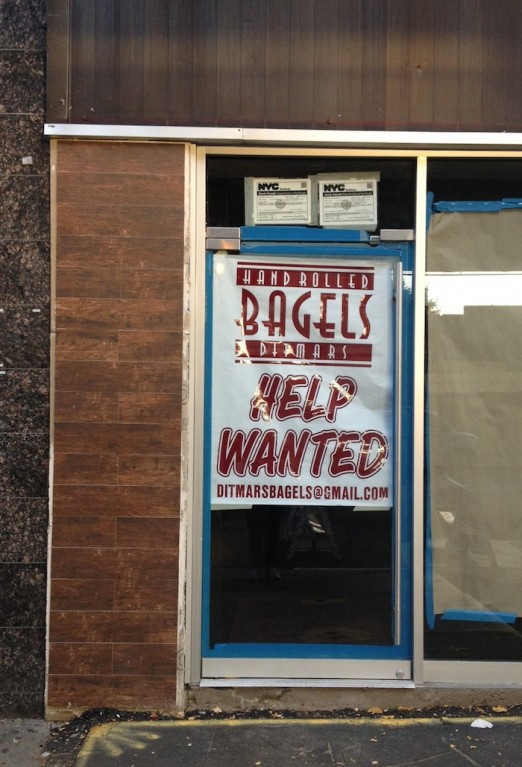 NYC
NYC
HAND ROLLED
BAGELS
DITMARS
HELP
WANTED
DITMARSBAGELS@GMAIL.COM